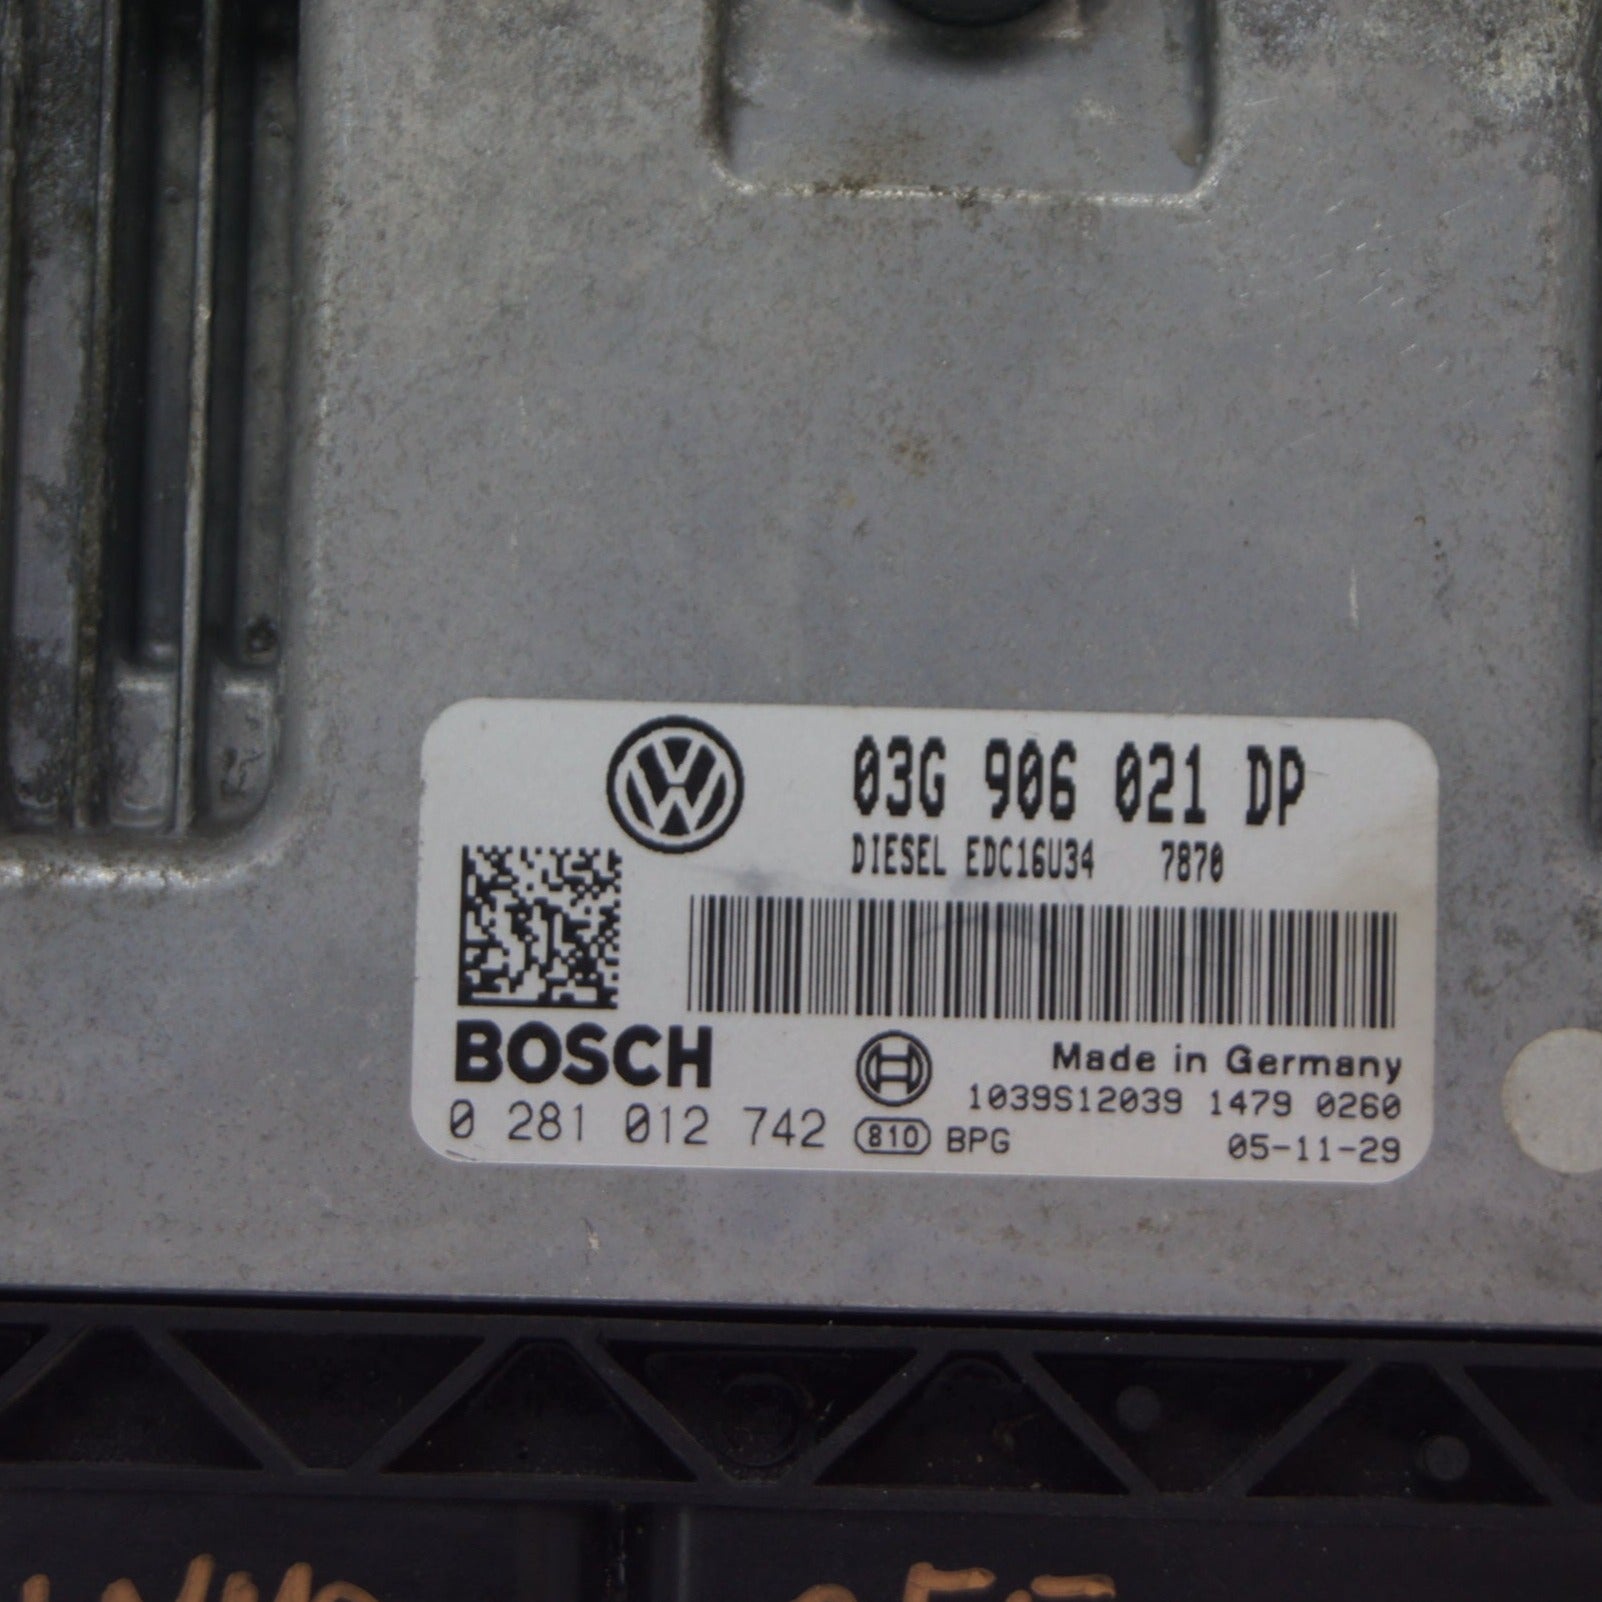 03G 906 021 DP
DIESEL EDC16U34 7870
BOSCH
Made in Germany
1039S12039 1479 0260
0 281 012 742 810 BPG 05-11-29